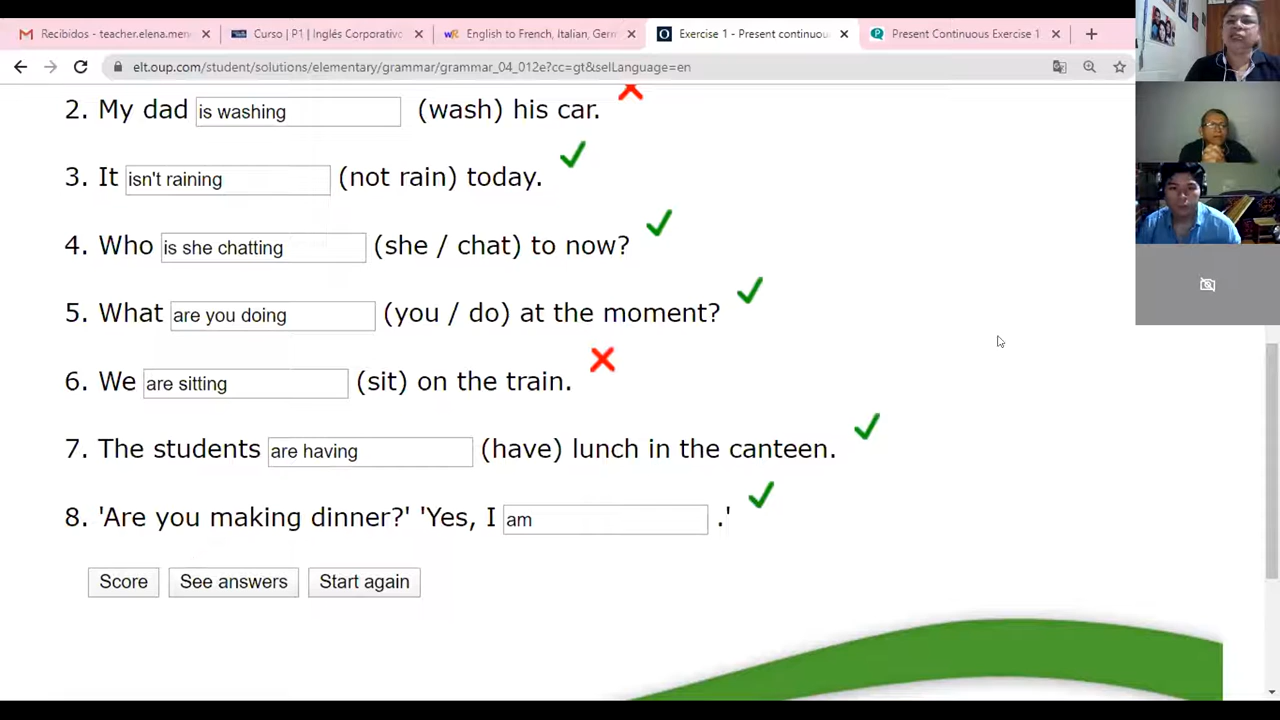 Recibidos - teacher.elena.men
Curso | P1 | Inglés Corporativo
English to French, Italian, Germ
Exercise 1 - Present continuou
Present Continuous Exercise 1
elt.oup.com/student/solutions/elementary/grammar/grammar_04_012e?cc=gt&selLanguage=en
2. My dad is washing (wash) his car.
3. It isn't raining (not rain) today.
4. Who is she chatting (she / chat) to now?
5. What are you doing (you / do) at the moment?
6. We are sitting (sit) on the train.
7. The students are having (have) lunch in the canteen.
8. 'Are you making dinner?' 'Yes, I am .'
Score See answers Start again